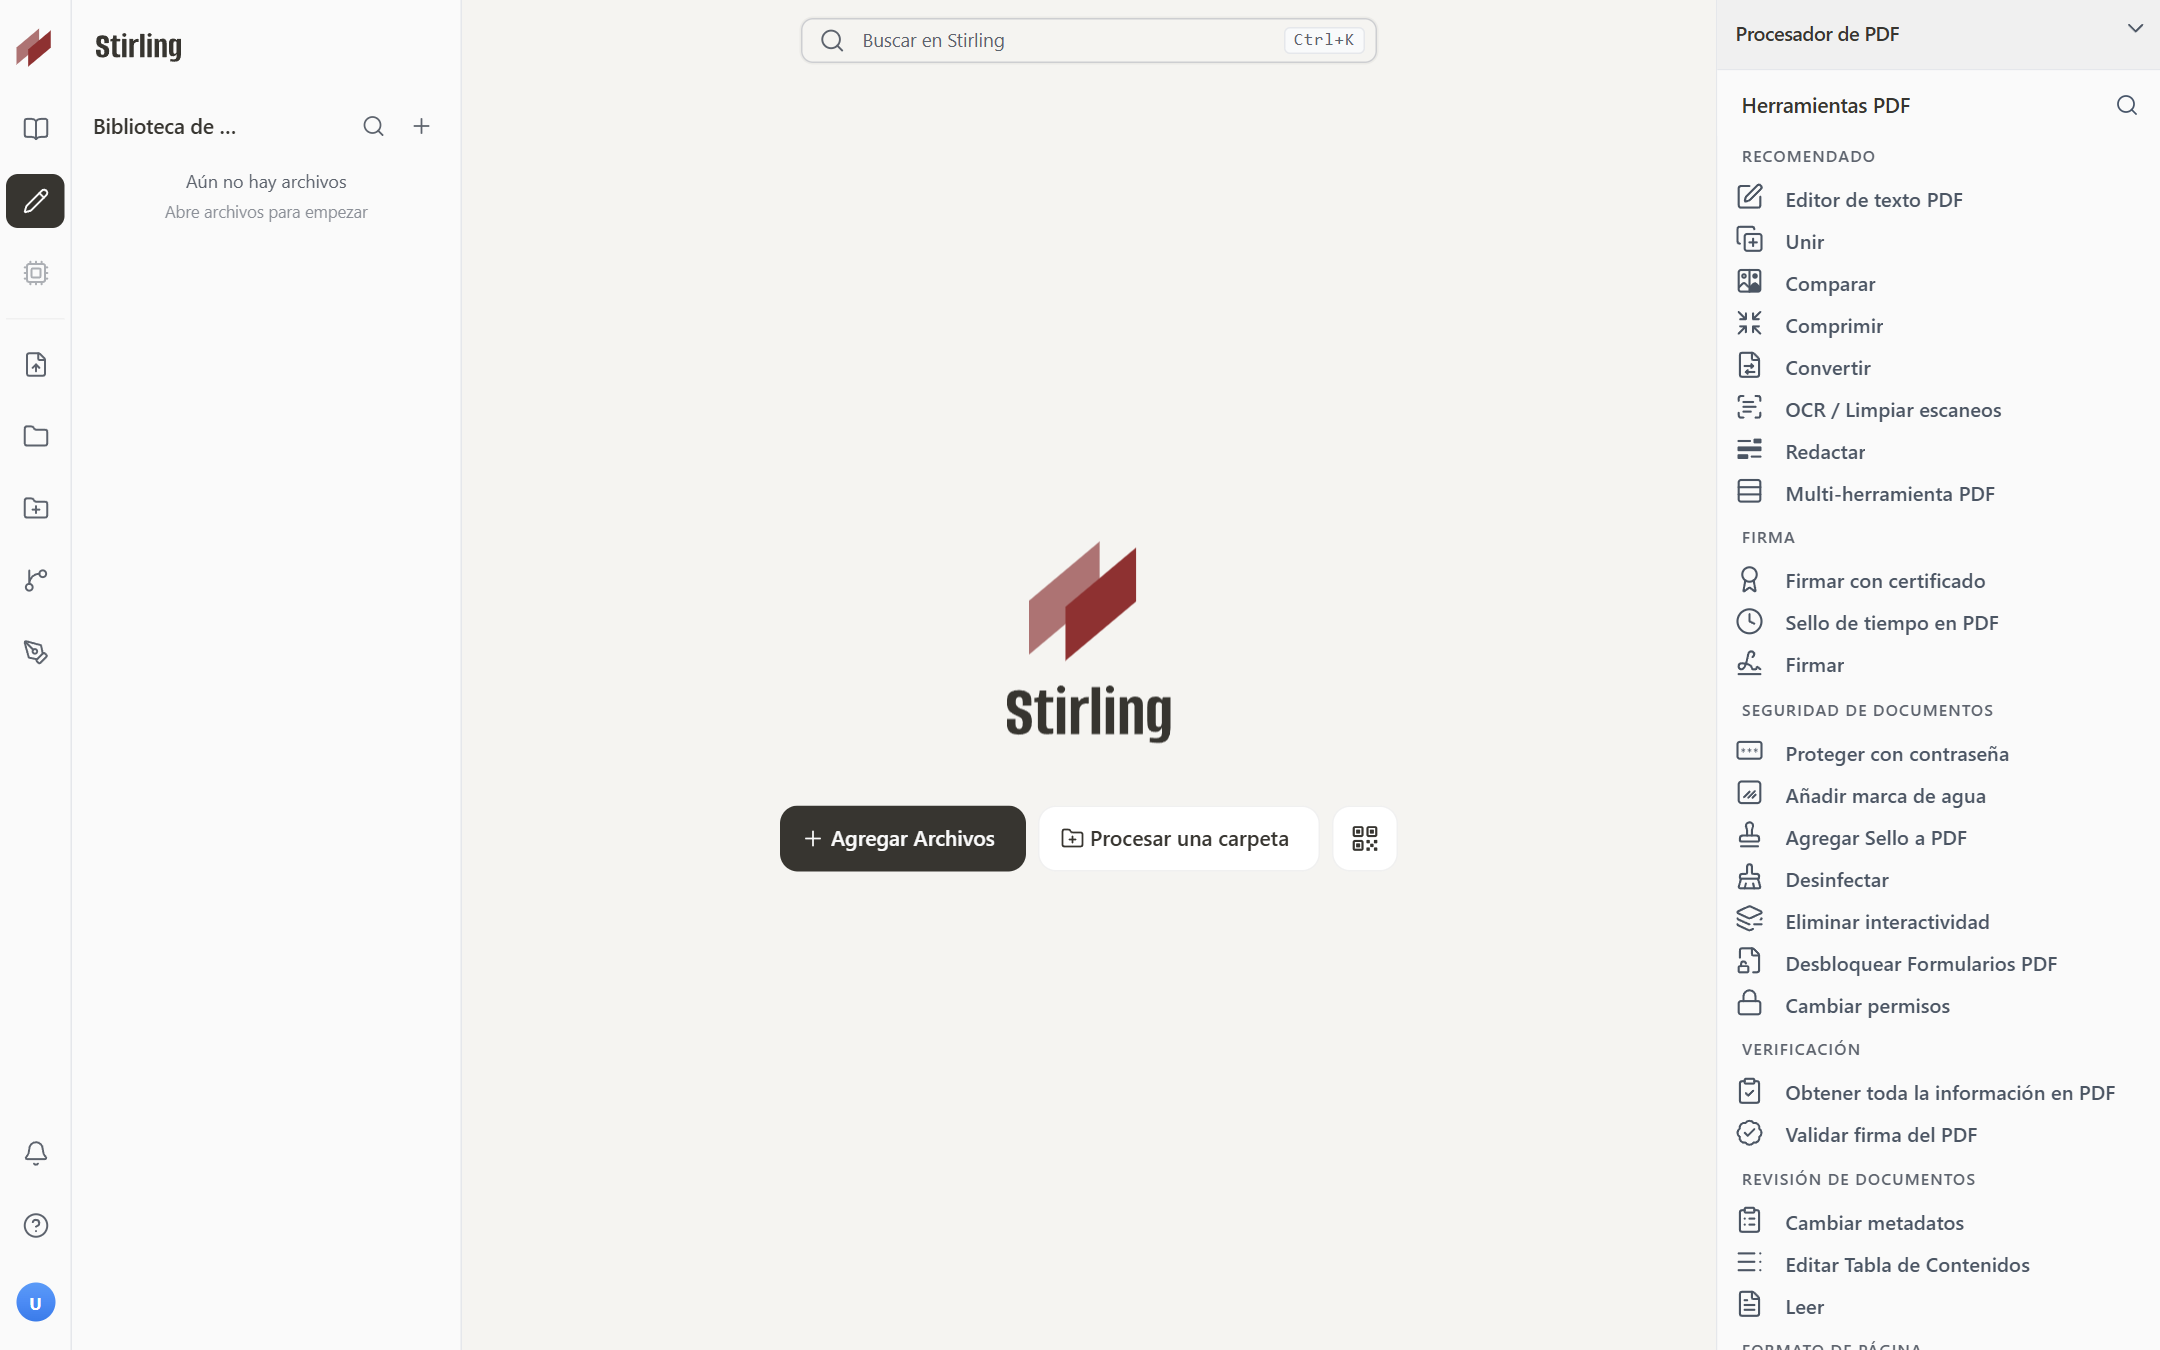 Stirling
Biblioteca de ...
Aún no hay archivos
Abre archivos para empezar
U
Buscar en Stirling
Ctrl+K
Stirling
Agregar Archivos
Procesar una carpeta
Procesador de PDF
Herramientas PDF
RECOMENDADO
Editor de texto PDF
Unir
Comparar
Comprimir
Convertir
OCR / Limpiar escaneos
Redactar
Multi-herramienta PDF
FIRMA
Firmar con certificado
Sello de tiempo en PDF
Firmar
SEGURIDAD DE DOCUMENTOS
Proteger con contraseña
Añadir marca de agua
Agregar Sello a PDF
Desinfectar
Eliminar interactividad
Desbloquear Formularios PDF
Cambiar permisos
VERIFICACIÓN
Obtener toda la información en PDF
Validar firma del PDF
REVISIÓN DE DOCUMENTOS
Cambiar metadatos
Editar Tabla de Contenidos
Leer
FORMATO DE PÁGINA